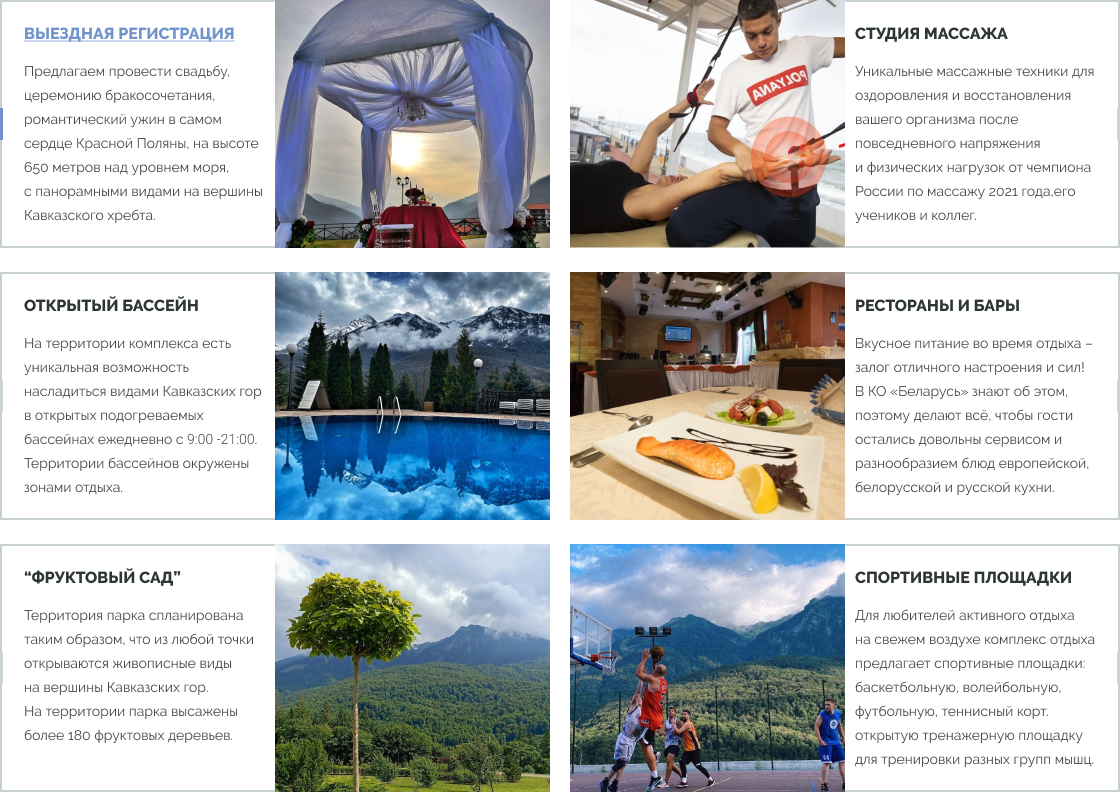 ВЫЕЗДНАЯ РЕГИСТРАЦИЯ
Предлагаем провести свадьбу,
церемонию бракосочетания,
романтический ужин в самом
сердце Красной Поляны, на высоте
650 метров над уровнем моря,
с панорамными видами на вершины
Кавказского хребта.
POLYANA
СТУДИЯ МАССАЖА
Уникальные массажные техники для
оздоровления и восстановления
вашего организма после
повседневного напряжения
и физических нагрузок от чемпиона
России по массажу 2021 года,его
учеников и коллег.
ОТКРЫТЫЙ БАССЕЙН
На территории комплекса есть
уникальная возможность
насладиться видами Кавказских гор
в открытых подогреваемых
бассейнах ежедневно с 9:00 -21:00.
Территории бассейнов окружены
зонами отдыха.
РЕСТОРАНЫ И БАРЫ
Вкусное питание во время отдыха –
залог отличного настроения и сил!
В КО «Беларусь» знают об этом,
поэтому делают всё, чтобы гости
остались довольны сервисом и
разнообразием блюд европейской,
белорусской и русской кухни.
“ФРУКТОВЫЙ САД”
Территория парка спланирована
таким образом, что из любой точки
открываются живописные виды
на вершины Кавказских гор.
На территории парка высажены
более 180 фруктовых деревьев.
СПОРТИВНЫЕ ПЛОЩАДКИ
Для любителей активного отдыха
на свежем воздухе комплекс отдыха
предлагает спортивные площадки:
баскетбольную, волейбольную,
футбольную, теннисный корт.
открытую тренажерную площадку
для тренировки разных групп мышц.